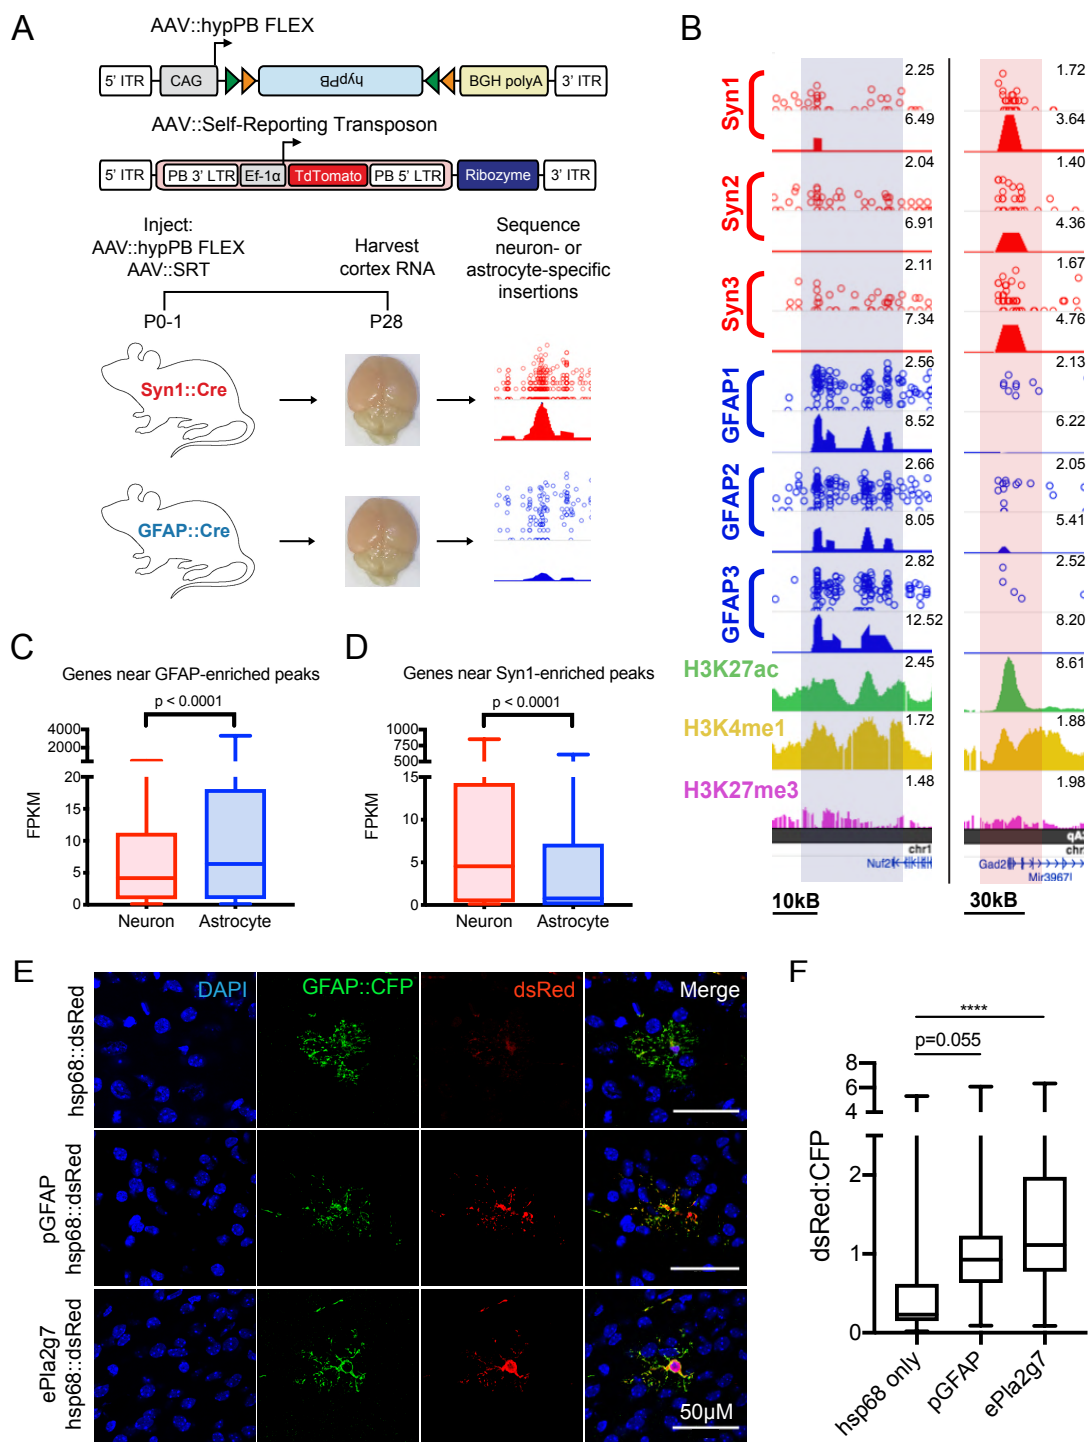 A
AAV::hypPB FLEX
5' ITR
CAG
hypPB
BGH polyA
3' ITR
AAV::Self-Reporting Transposon
5' ITR
PB 3' LTR
Ef-1α
TdTomato
PB 5' LTR
Ribozyme
3' ITR
Inject:
AAV::hypPB FLEX
AAV::SRT
Harvest
cortex RNA
Sequence
neuron- or
astrocyte-specific
insertions
P0-1
P28
Syn1::Cre
GFAP::Cre
B
Syn1
2.25
1.72
6.49
3.64
Syn2
2.04
1.40
6.91
4.36
Syn3
2.11
1.67
7.34
4.76
GFAP1
2.56
2.13
8.52
6.22
GFAP2
2.66
2.05
8.05
5.41
GFAP3
2.82
2.52
12.52
8.20
H3K27ac
2.45
8.61
H3K4me1
1.72
1.88
H3K27me3
1.48
1.98
chr1
Nuf2
qA3
chr
Gad2
Mir3967
10kB
30kB
C
Genes near GFAP-enriched peaks
p < 0.0001
4000
2000
20
15
10
5
0
FPKM
Neuron
Astrocyte
D
Genes near Syn1-enriched peaks
p < 0.0001
1000
750
500
15
10
5
0
FPKM
Neuron
Astrocyte
E
DAPI
GFAP::CFP
dsRed
Merge
hsp68::dsRed
pGFAP
hsp68::dsRed
ePla2g7
hsp68::dsRed
50µM
F
****
p=0.055
8
6
4
2
1
0
dsRed:CFP
hsp68 only
pGFAP
ePla2g7